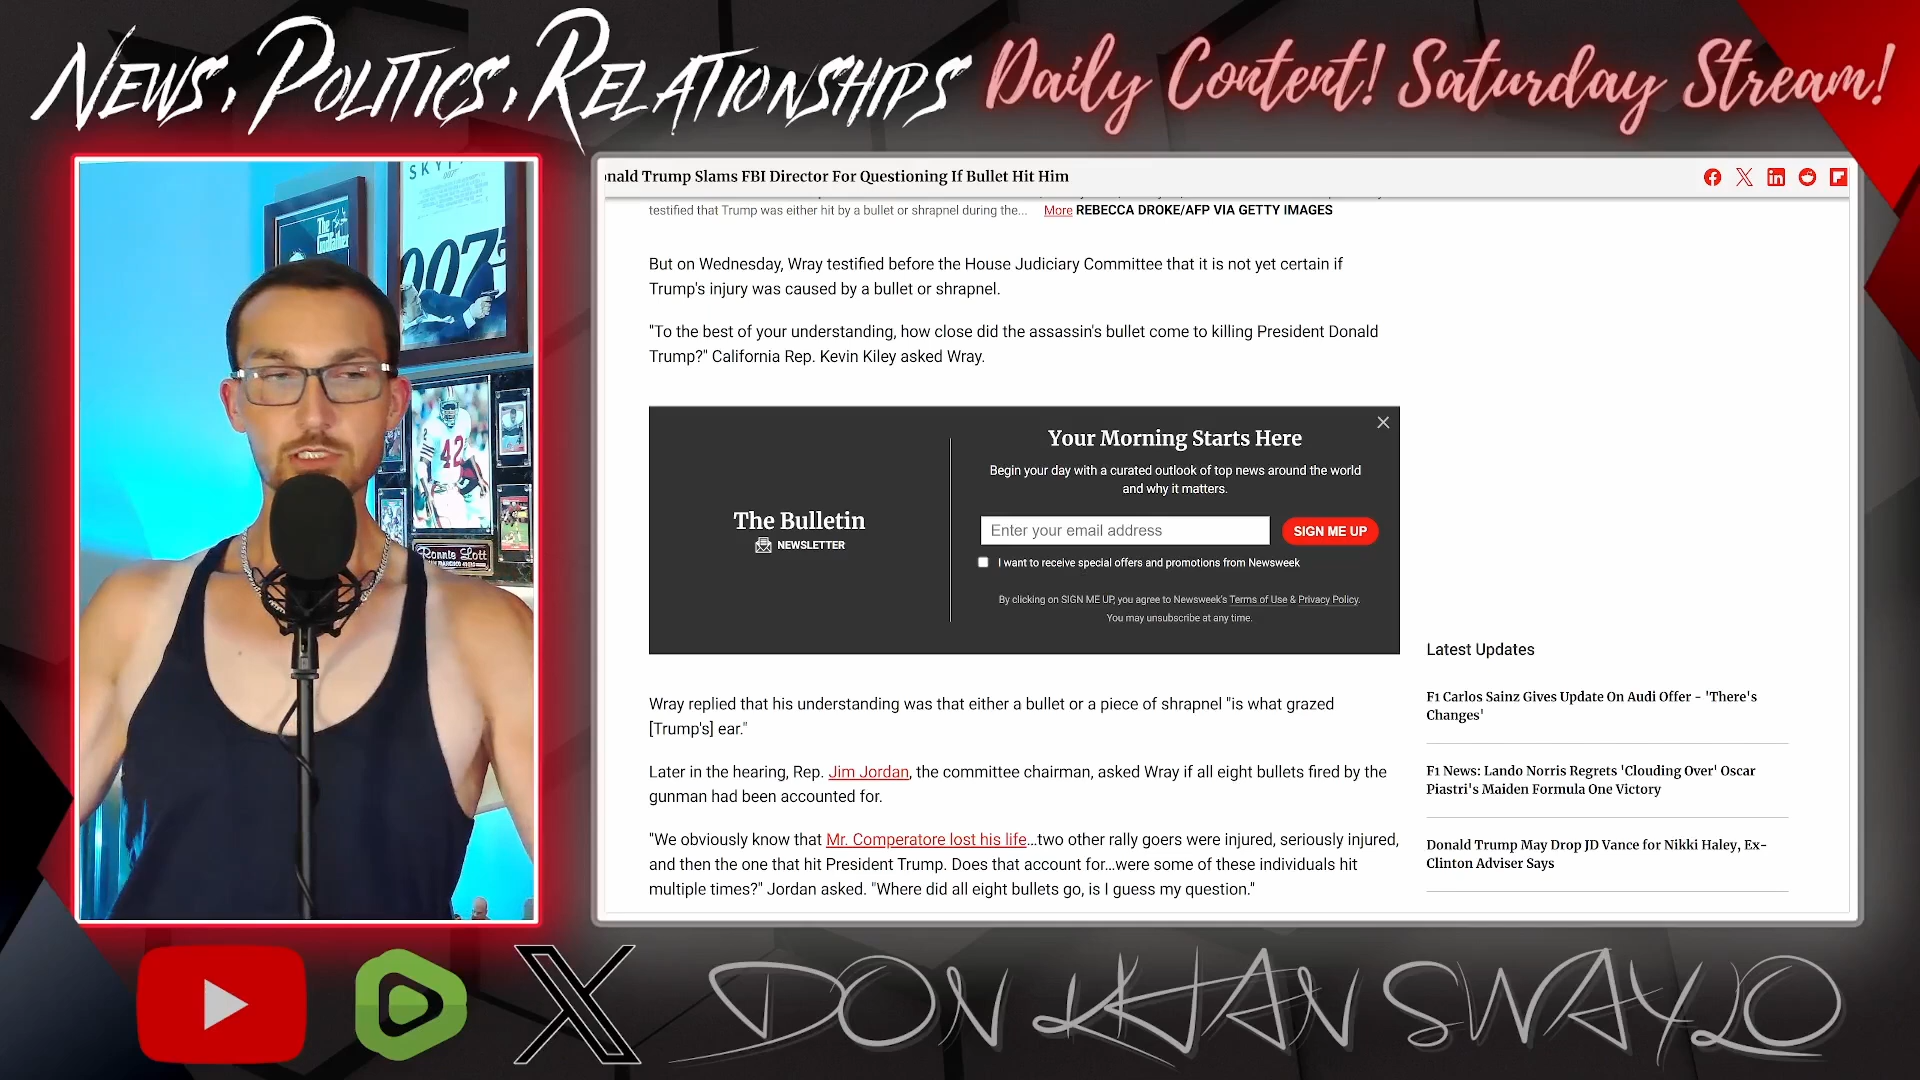 NEWS, POLITICS, RELATIONSHIPS
Daily Content! Saturday Stream!
SKYF
007
The Godfather
007
42
Ronnie Lott
onald Trump Slams FBI Director For Questioning If Bullet Hit Him
testified that Trump was either hit by a bullet or shrapnel during the... More REBECCA DROKE/AFP VIA GETTY IMAGES
But on Wednesday, Wray testified before the House Judiciary Committee that it is not yet certain if
Trump's injury was caused by a bullet or shrapnel.
"To the best of your understanding, how close did the assassin's bullet come to killing President Donald
Trump?" California Rep. Kevin Kiley asked Wray.
The Bulletin
NEWSLETTER
Your Morning Starts Here
Begin your day with a curated outlook of top news around the world
and why it matters.
Enter your email address
SIGN ME UP
I want to receive special offers and promotions from Newsweek
By clicking on SIGN ME UP, you agree to Newsweek's Terms of Use & Privacy Policy.
You may unsubscribe at any time.
Wray replied that his understanding was that either a bullet or a piece of shrapnel "is what grazed
[Trump's] ear."
Later in the hearing, Rep. Jim Jordan, the committee chairman, asked Wray if all eight bullets fired by the
gunman had been accounted for.
"We obviously know that Mr. Comperatore lost his life...two other rally goers were injured, seriously injured,
and then the one that hit President Trump. Does that account for...were some of these individuals hit
multiple times?" Jordan asked. "Where did all eight bullets go, is I guess my question."
Latest Updates
F1 Carlos Sainz Gives Update On Audi Offer - 'There's
Changes'
F1 News: Lando Norris Regrets 'Clouding Over' Oscar
Piastri's Maiden Formula One Victory
Donald Trump May Drop JD Vance for Nikki Haley, Ex-
Clinton Adviser Says
DON KHAN SWAYLO